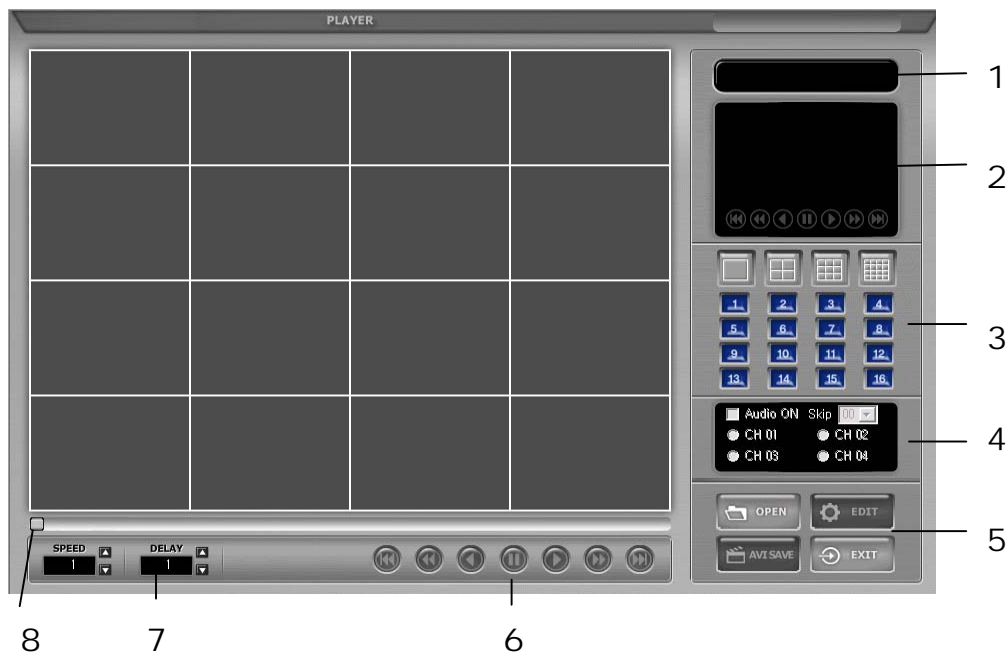 PLAYER
1
2
1 2 3 4
5 6 7 8
9 10 11 12
13 14 15 16
3
Audio ON Skip 00
CH 01 CH 02
CH 03 CH 04
4
OPEN EDIT
AVI SAVE EXIT
5
SPEED DELAY
1 1
8 7 6